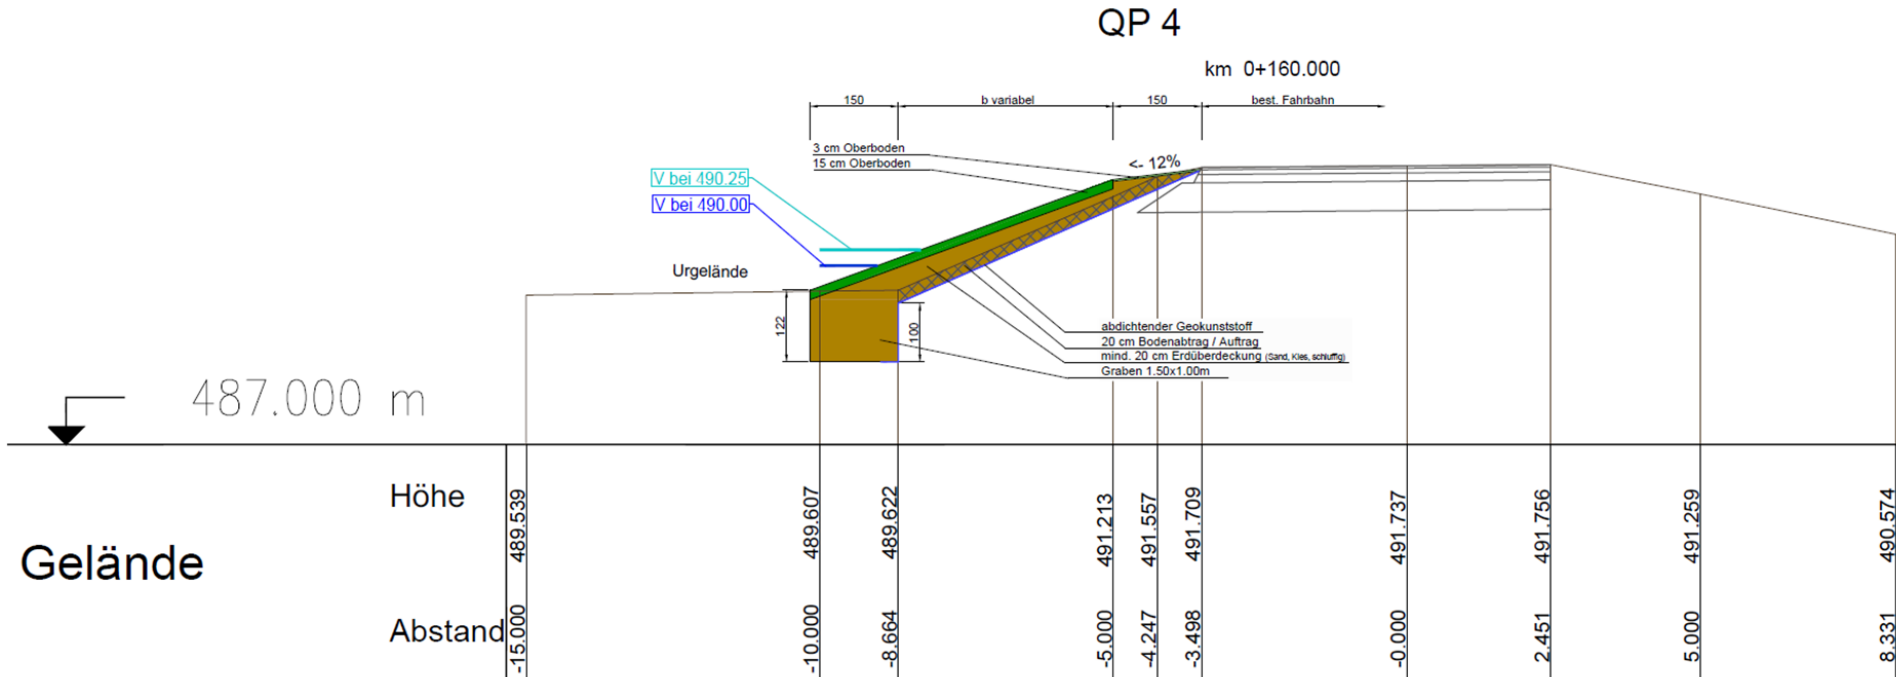 QP 4
km 0+160.000
150
b variabel
150
best. Fahrbahn
3 cm Oberboden
15 cm Oberboden
<- 12%
V bei 490.25
V bei 490.00
Urgelände
122
100
abdichtender Geokunststoff
20 cm Bodenabtrag / Auftrag
mind. 20 cm Erdüberdeckung (Sand, Kies, schluffig)
Graben 1.50x1.00m
487.000 m
Höhe
489.539
489.607
489.622
491.213
491.557
491.709
491.737
491.756
491.259
490.574
Gelände
Abstand
-15.000
-10.000
-8.664
-5.000
-4.247
-3.498
-0.000
2.451
5.000
8.331